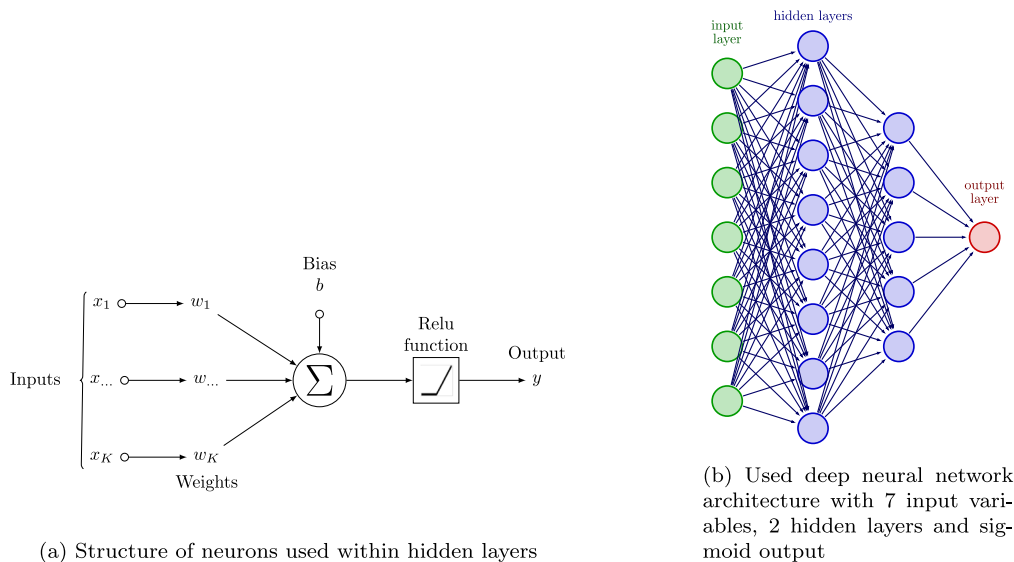 Inputs
x1
x...
xK
w1
w...
wK
Weights
Bias
b
Σ
Relu
function
Output
y
(a) Structure of neurons used within hidden layers
input
layer
hidden layers
output
layer
(b) Used deep neural network
architecture with 7 input vari-
ables, 2 hidden layers and sig-
moid output